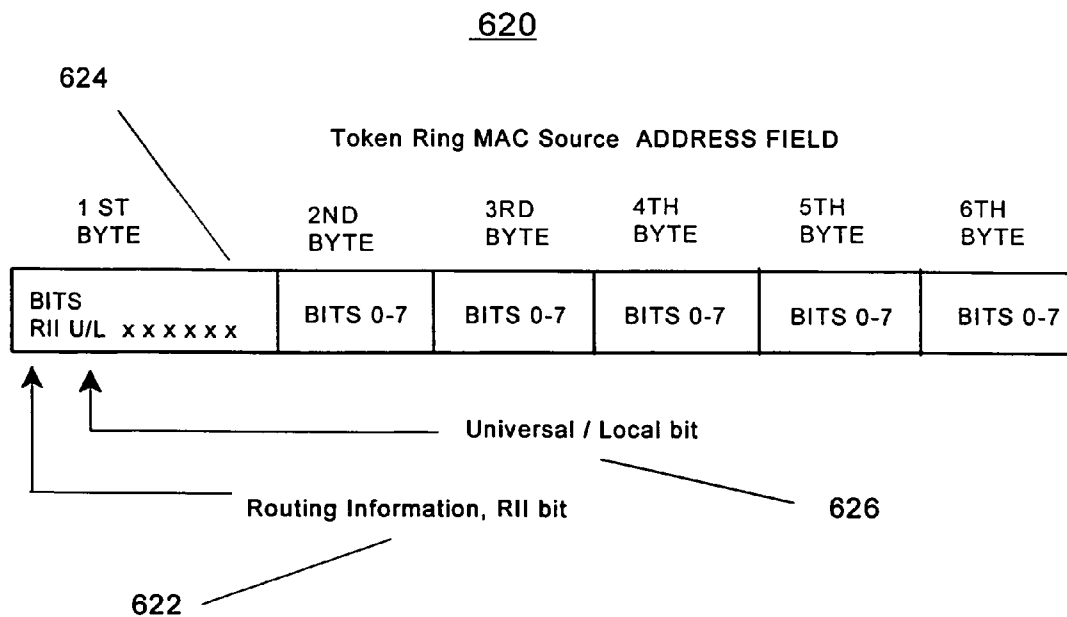 620
624
Token Ring MAC Source ADDRESS FIELD
1 ST
BYTE
2ND
BYTE
3RD
BYTE
4TH
BYTE
5TH
BYTE
6TH
BYTE
BITS
RII U/L x x x x x x
BITS 0-7
BITS 0-7
BITS 0-7
BITS 0-7
BITS 0-7
Universal / Local bit
Routing Information, RII bit
626
622